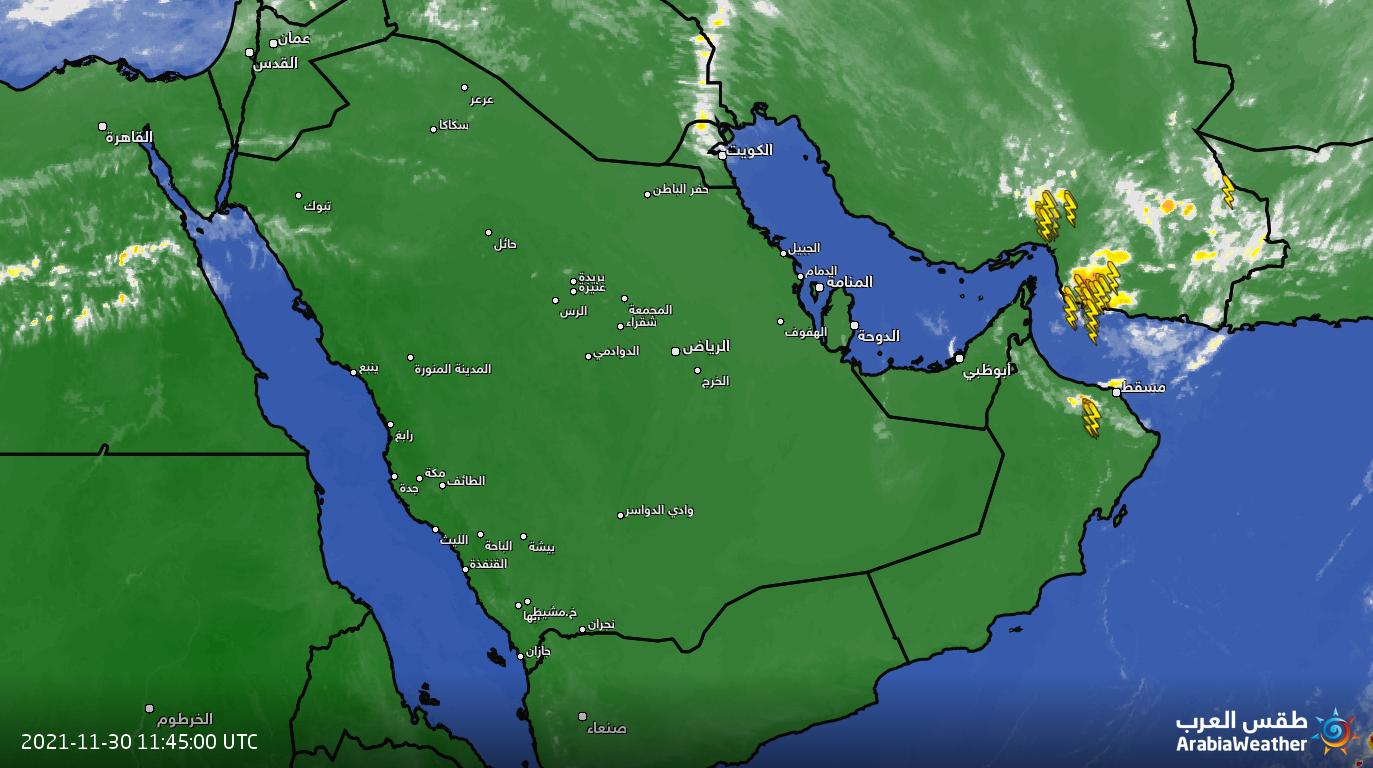 عمان
القدس
عرعر
سكاكا
القاهرة
الكويت
حفر الباطن
تبوك
حائل
الجبيل
الدمام
المنامة
بريدة
عنيزة
الرس
المجمعة
شقراء
الهفوف
الدوحة
الرياض
الدوادمي
المدينة المنورة
ينبع
الخرج
أبوظبي
مسقط
رابغ
مكة
الطائف
جدة
وادي الدواسر
الليث
الباحة
بيشة
القنفذة
خ.مشيط
أبها
نجران
جازان
الخرطوم
صنعاء
2021-11-30 11:45:00 UTC
طقس العرب
ArabiaWeather